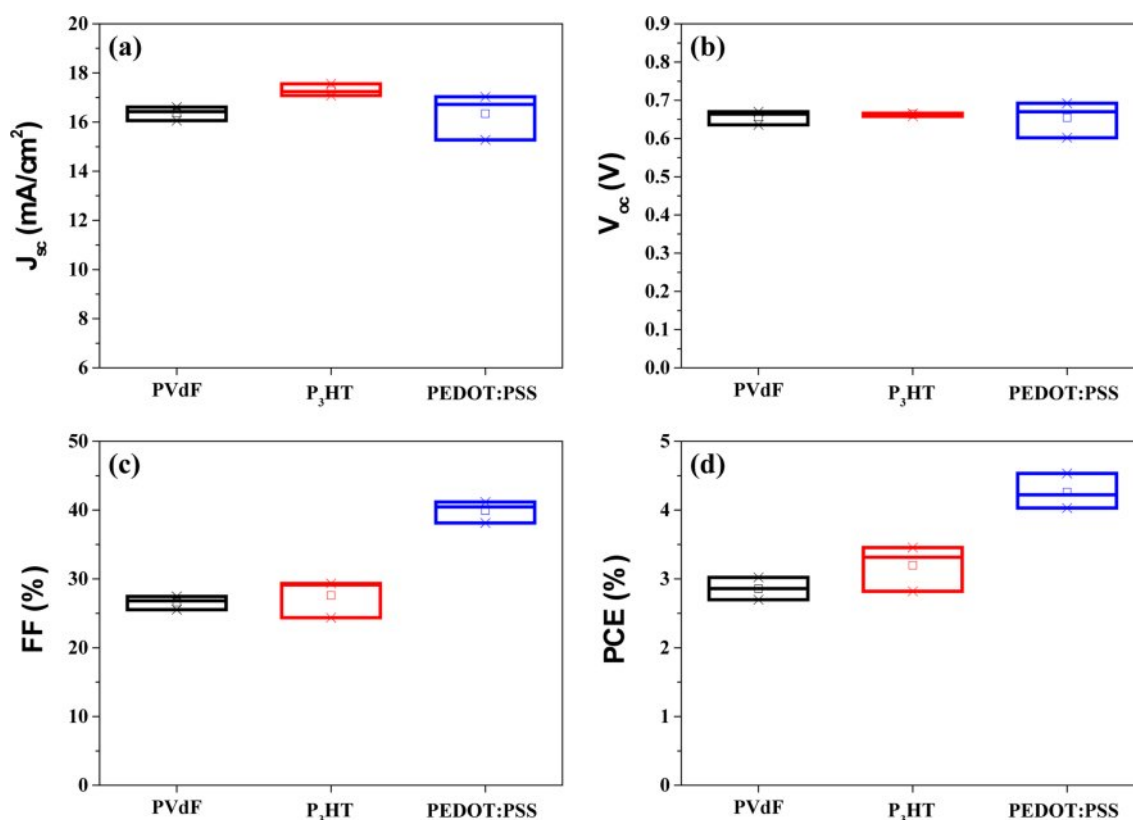 (a)
J_sc (mA/cm²)
20
18
16
14
12
10
8
6
PVdF P₃HT PEDOT:PSS
(b)
V_oc (V)
0.9
0.8
0.7
0.6
0.5
0.4
0.3
0.2
0.1
0.0
PVdF P₃HT PEDOT:PSS
(c)
FF (%)
50
40
30
20
10
0
PVdF P₃HT PEDOT:PSS
(d)
PCE (%)
5
4
3
2
1
0
PVdF P₃HT PEDOT:PSS